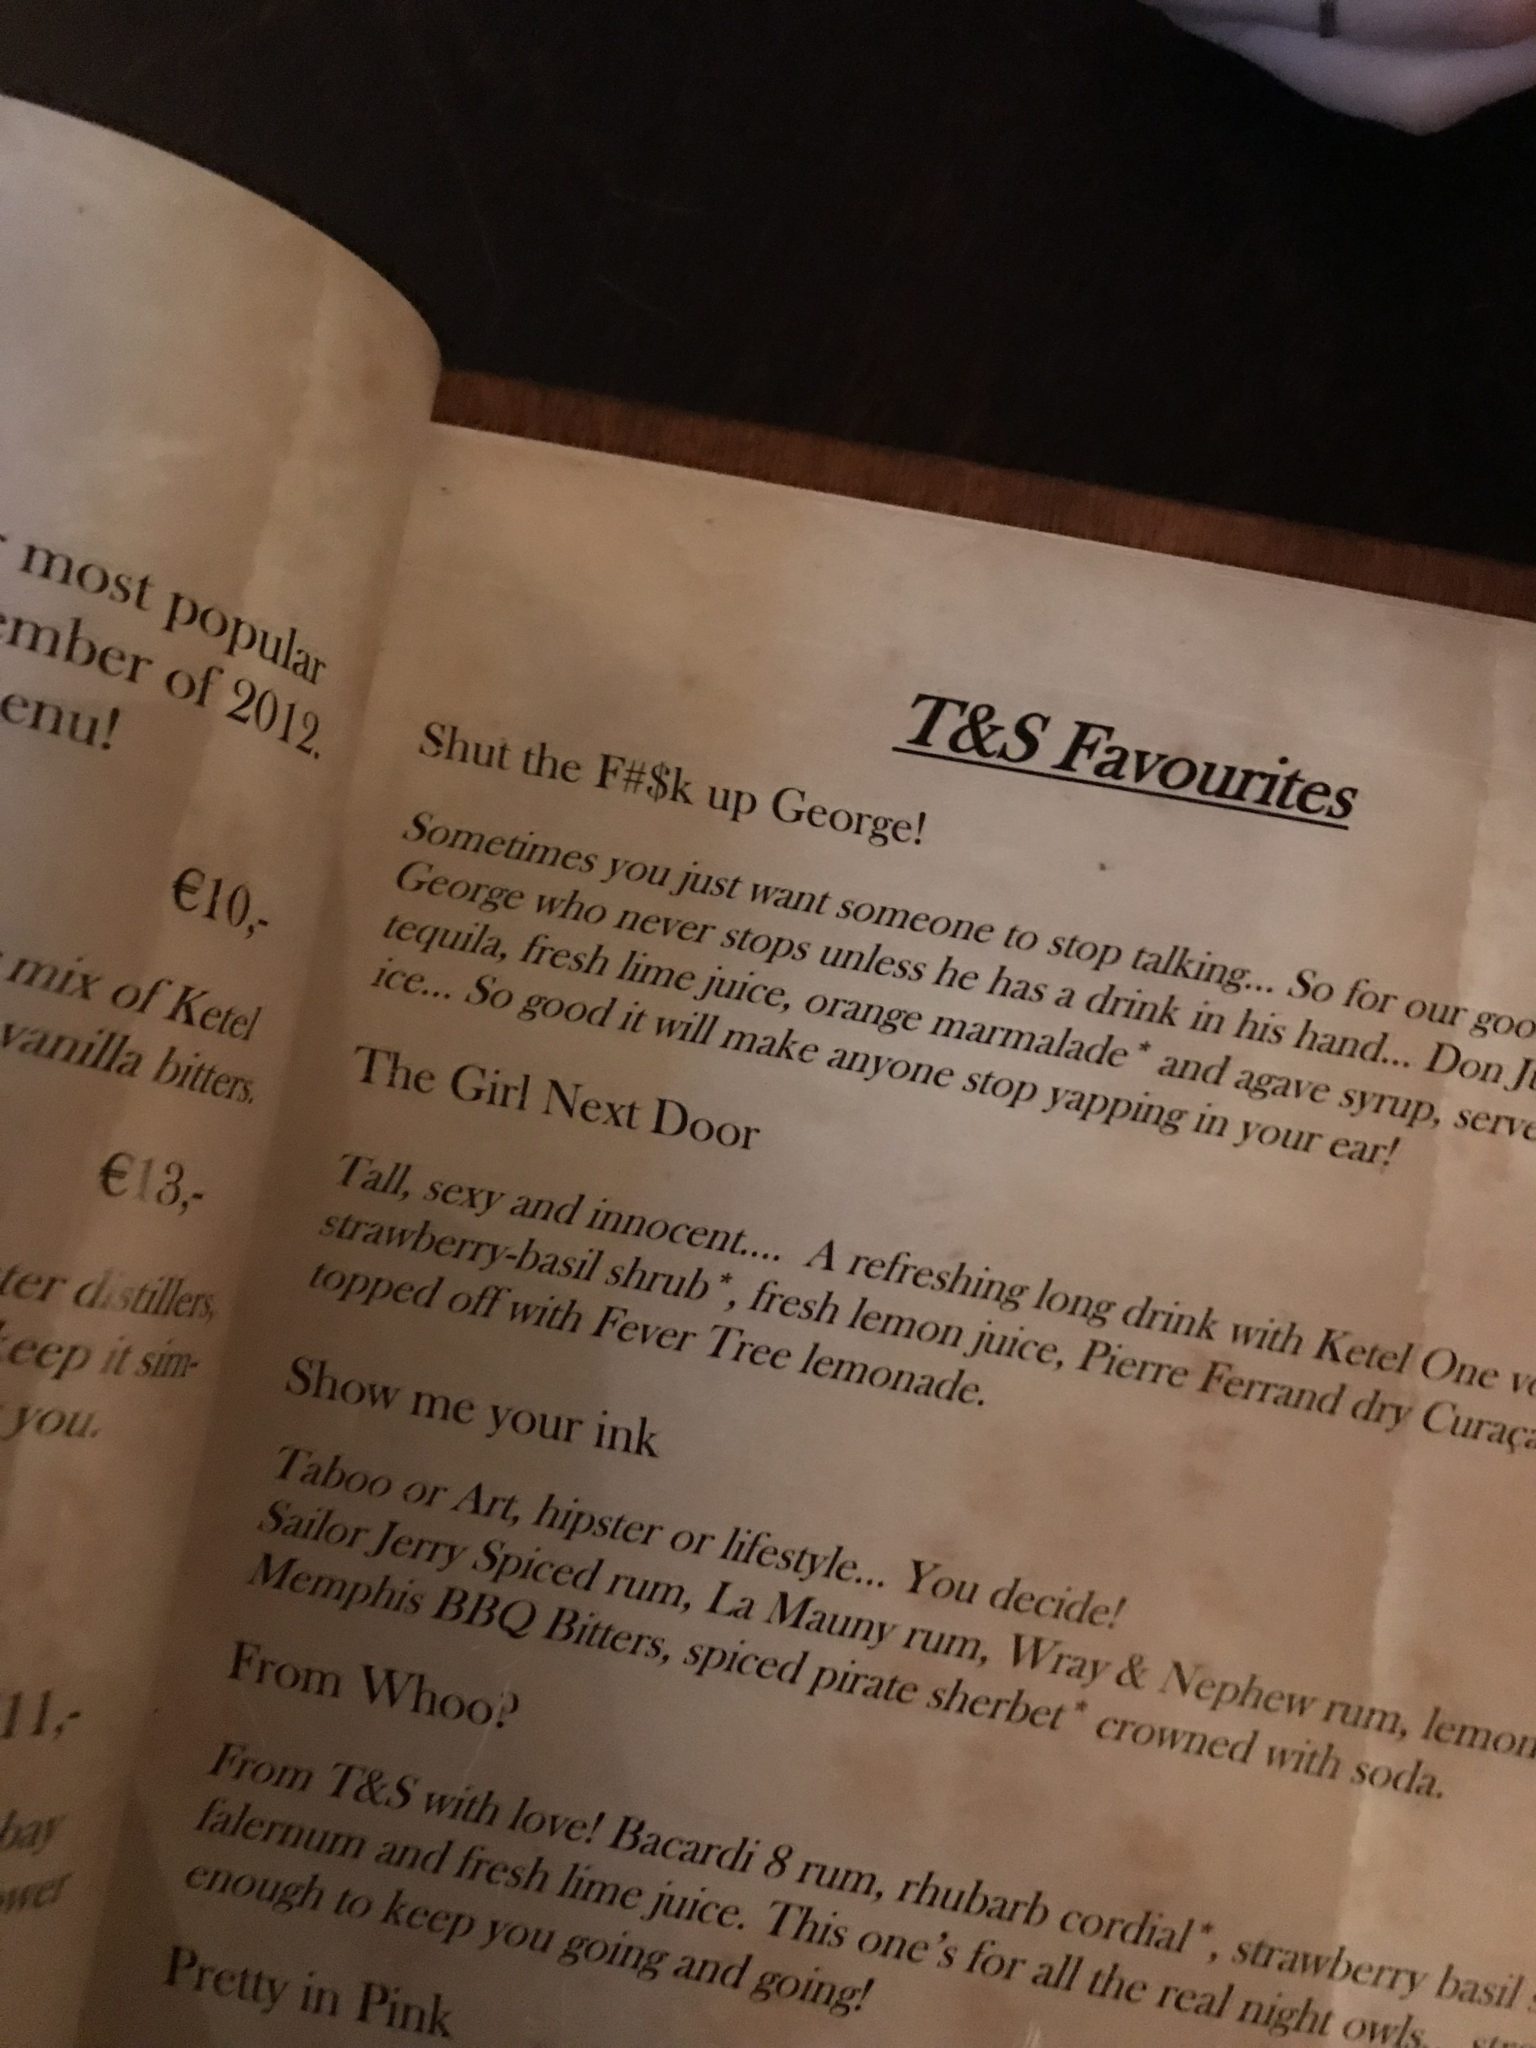 most popular
ember of 2012.
enu!
€10,-
mix of Ketel
vanilla bitters.
€13,-
ter distillers,
keep it sim-
you.
11,-
bay
ower
T&S Favourites
Shut the F#$k up George!
Sometimes you just want someone to stop talking... So for our goo
George who never stops unless he has a drink in his hand... Don Ju
tequila, fresh lime juice, orange marmalade* and agave syrup, serve
ice... So good it will make anyone stop yapping in your ear!
The Girl Next Door
Tall, sexy and innocent.... A refreshing long drink with Ketel One vo
strawberry-basil shrub*, fresh lemon juice, Pierre Ferrand dry Curaça
topped off with Fever Tree lemonade.
Show me your ink
Taboo or Art, hipster or lifestyle... You decide!
Sailor Jerry Spiced rum, La Mauny rum, Wray & Nephew rum, lemon
Memphis BBQ Bitters, spiced pirate sherbet* crowned with soda.
From Whoo?
From T&S with love! Bacardi 8 rum, rhubarb cordial*, strawberry basil
falernum and fresh lime juice. This one's for all the real night owls...
enough to keep you going and going!
Pretty in Pink